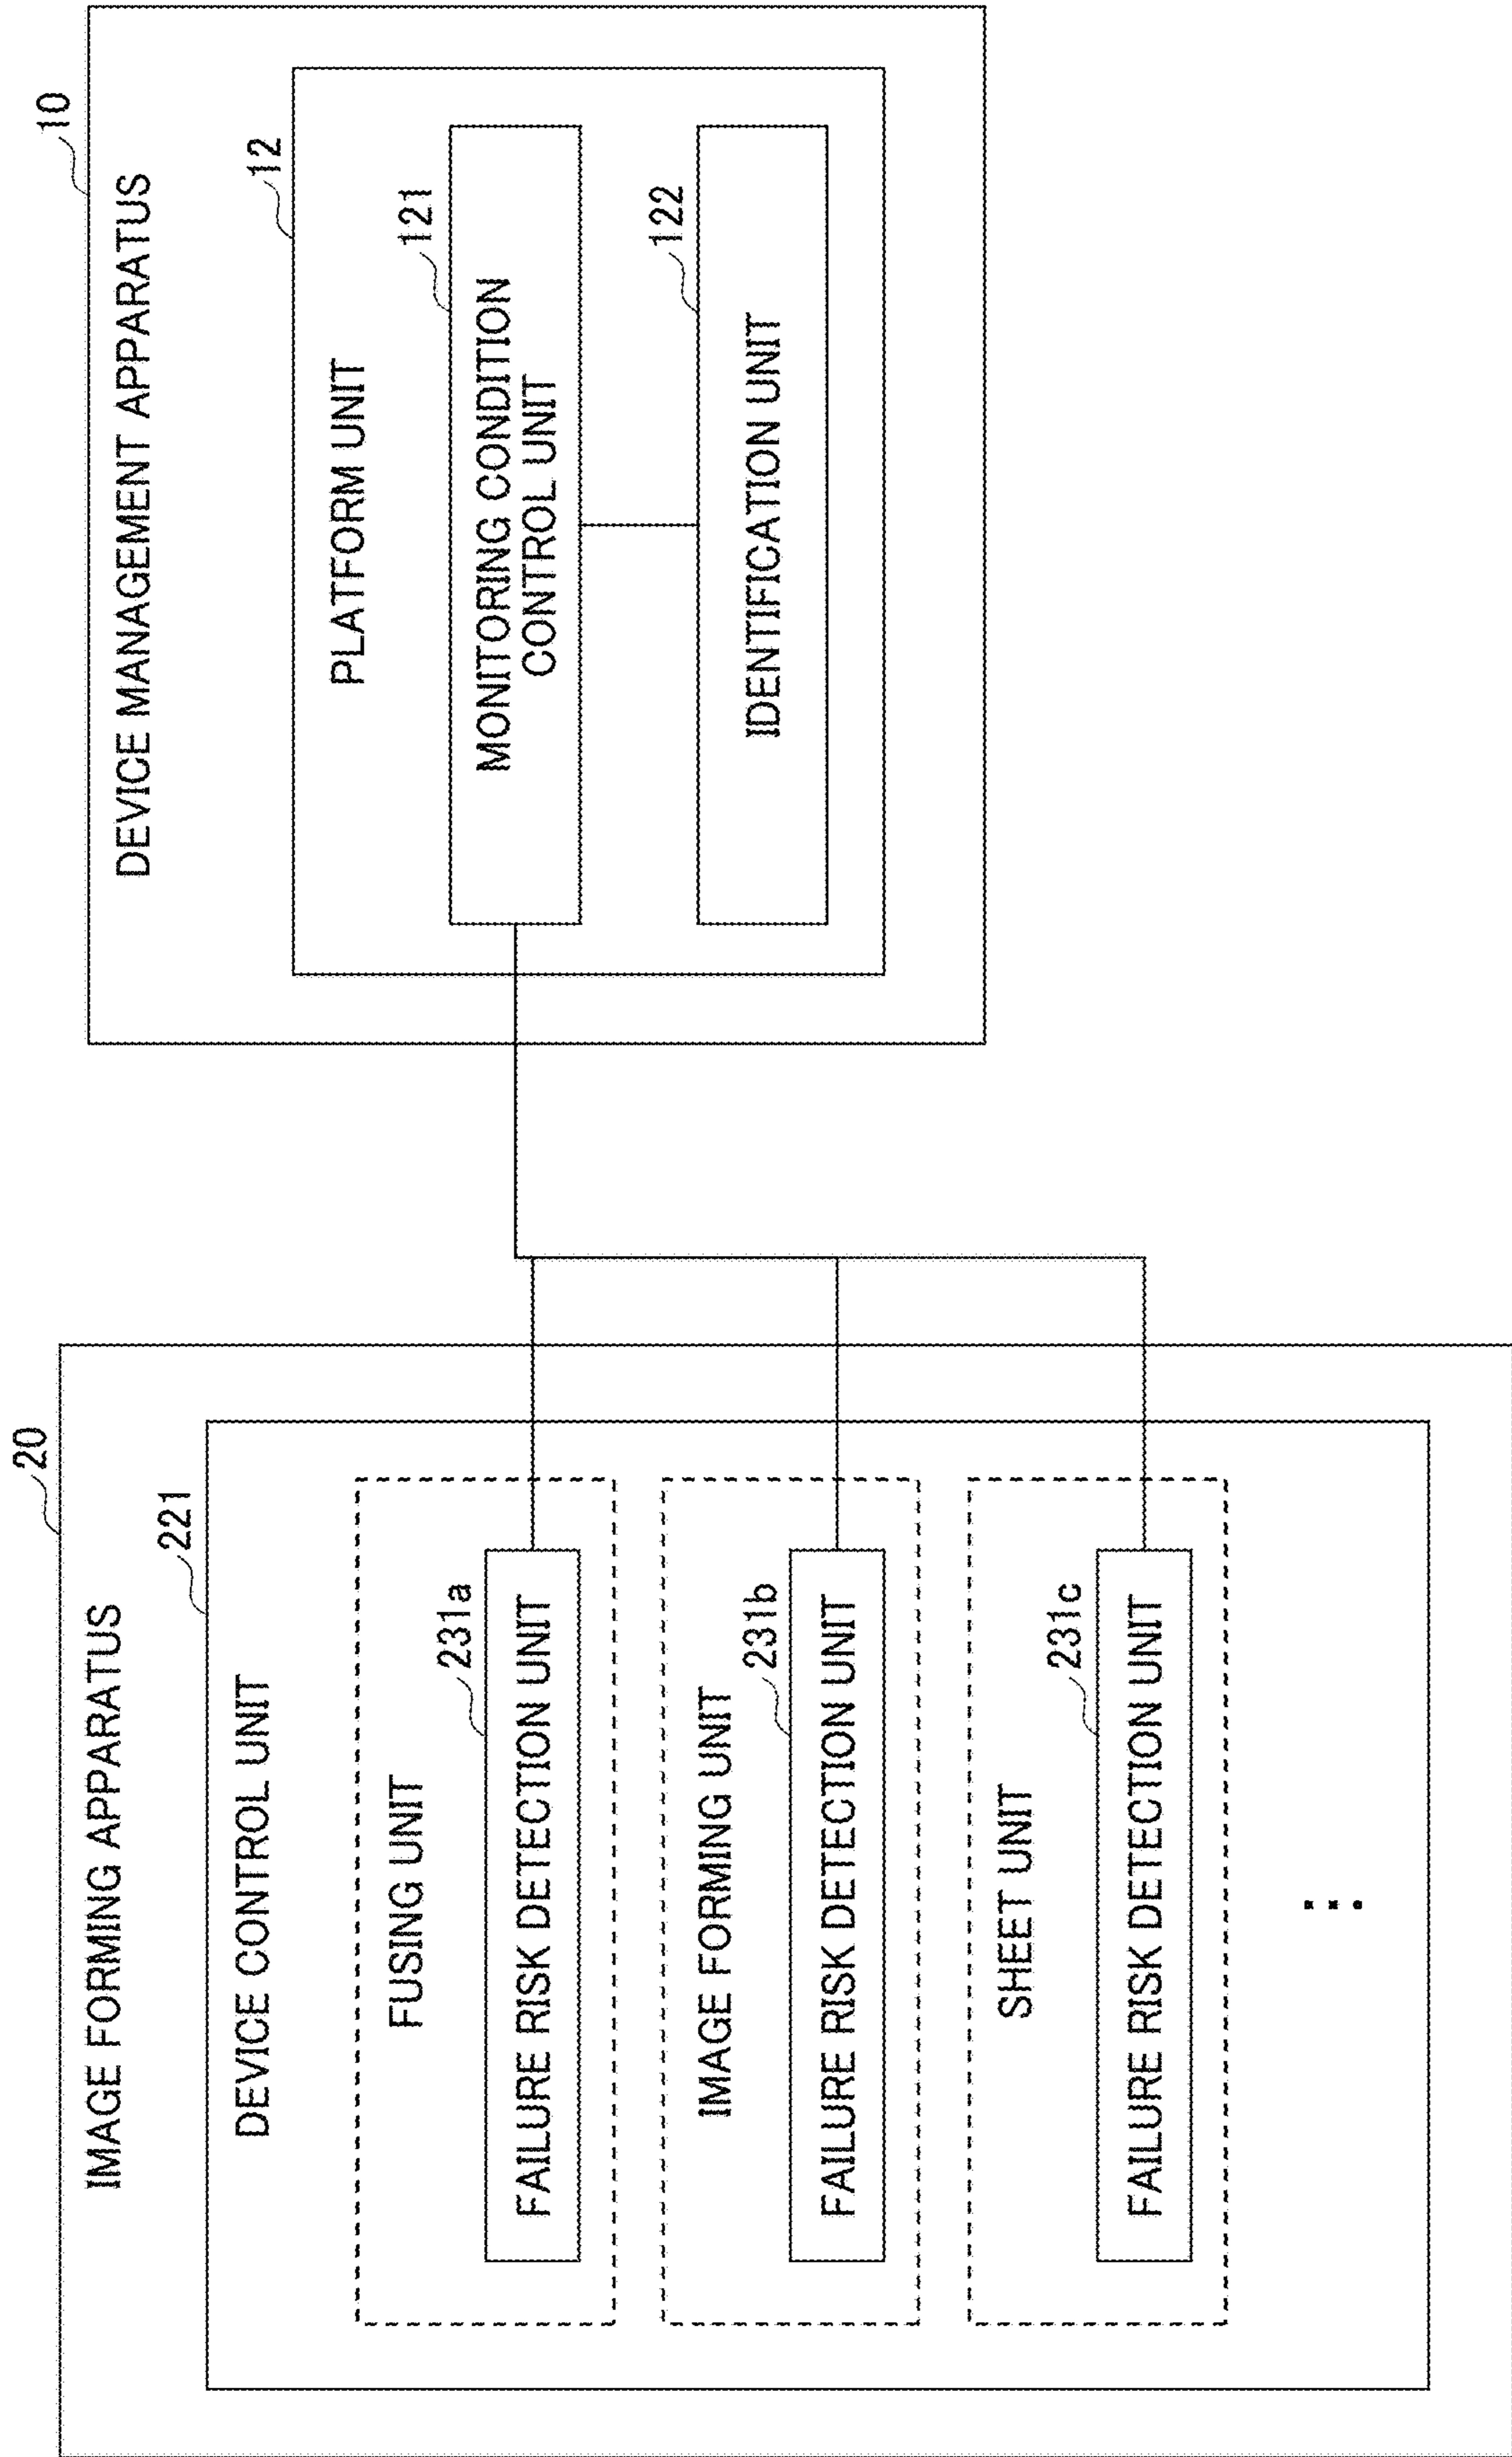 20
IMAGE FORMING APPARATUS
221
DEVICE CONTROL UNIT
FUSING UNIT
231a
FAILURE RISK DETECTION UNIT
IMAGE FORMING UNIT
231b
FAILURE RISK DETECTION UNIT
SHEET UNIT
231c
FAILURE RISK DETECTION UNIT
10
DEVICE MANAGEMENT APPARATUS
12
PLATFORM UNIT
121
MONITORING CONDITION
CONTROL UNIT
122
IDENTIFICATION UNIT